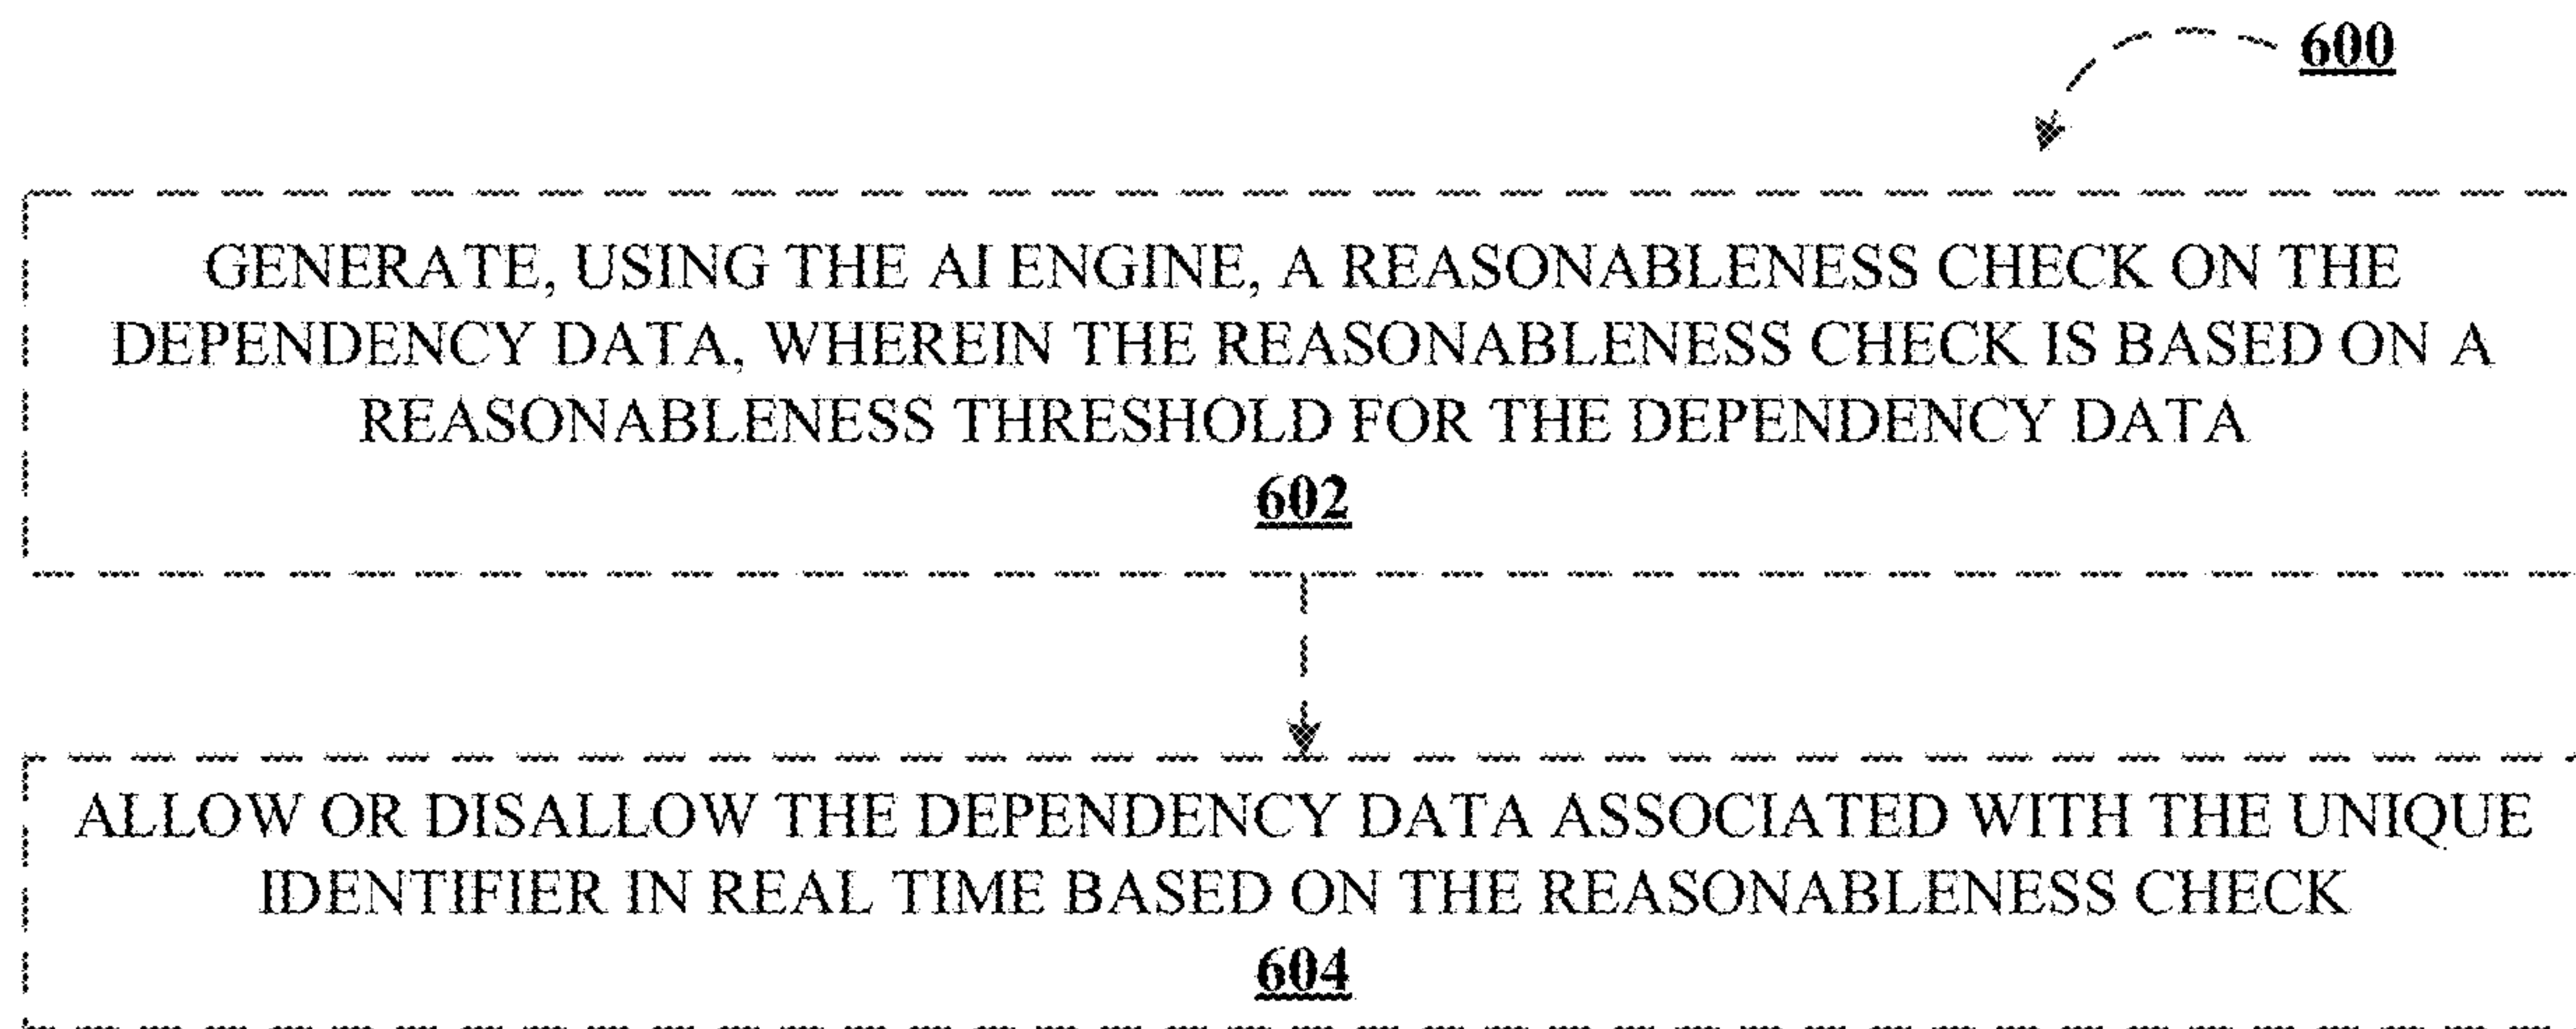 600
GENERATE, USING THE AI ENGINE, A REASONABLENESS CHECK ON THE
DEPENDENCY DATA, WHEREIN THE REASONABLENESS CHECK IS BASED ON A
REASONABLENESS THRESHOLD FOR THE DEPENDENCY DATA
602
ALLOW OR DISALLOW THE DEPENDENCY DATA ASSOCIATED WITH THE UNIQUE
IDENTIFIER IN REAL TIME BASED ON THE REASONABLENESS CHECK
604